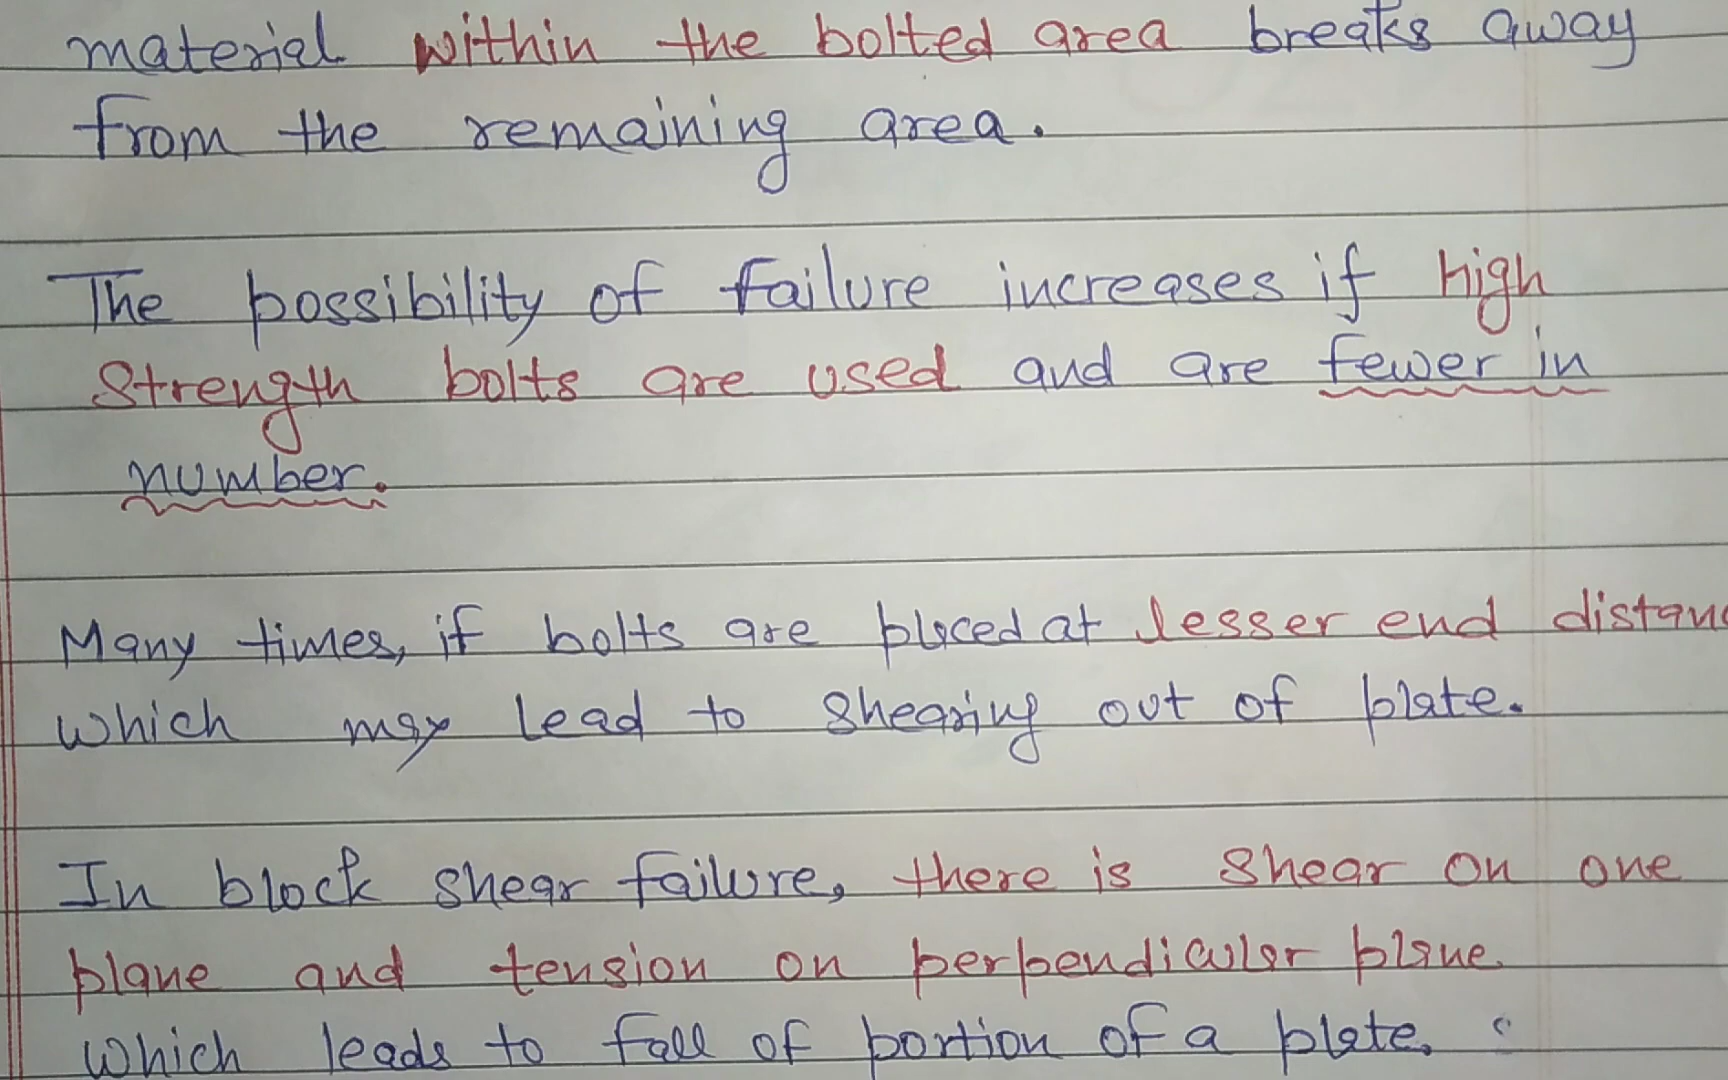 material within the bolted area breaks away
from the remaining area.
The possibility of failure increases if high
strength bolts are used and are fewer in
number.
Many times, if bolts are placed at lesser end distanc
which may lead to shearing out of plate.
In block shear failure, there is shear on one
plane and tension on perpendicular plane
which leads to fall of portion of a plate.